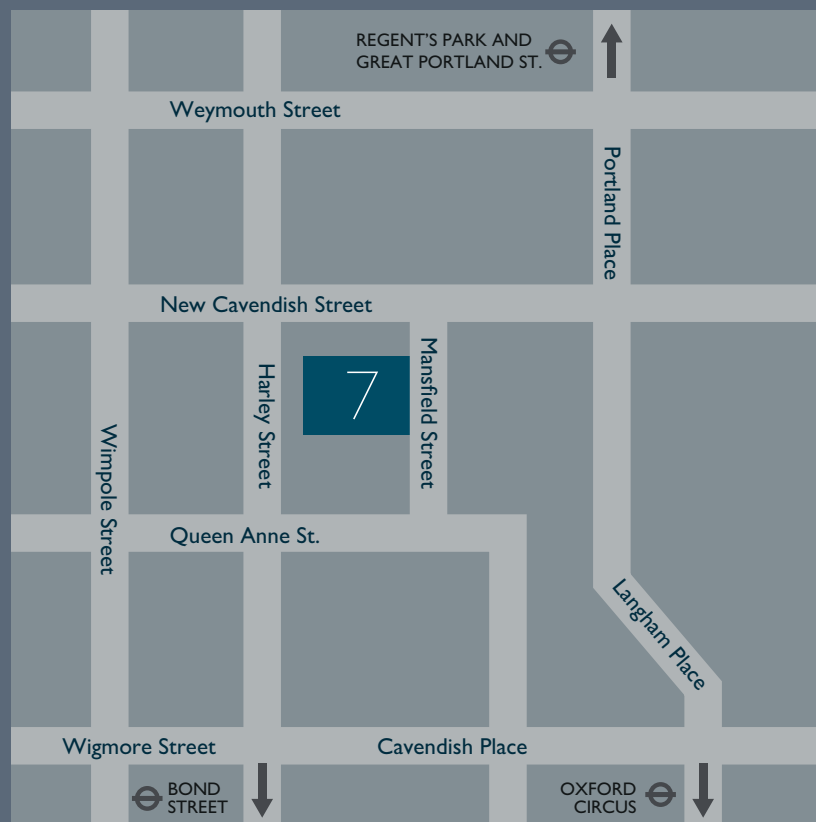 REGENT'S PARK AND
GREAT PORTLAND ST.
Weymouth Street
Portland Place
New Cavendish Street
Harley Street
7
Mansfield Street
Wimpole Street
Queen Anne St.
Langham Place
Wigmore Street
Cavendish Place
BOND
STREET
OXFORD
CIRCUS